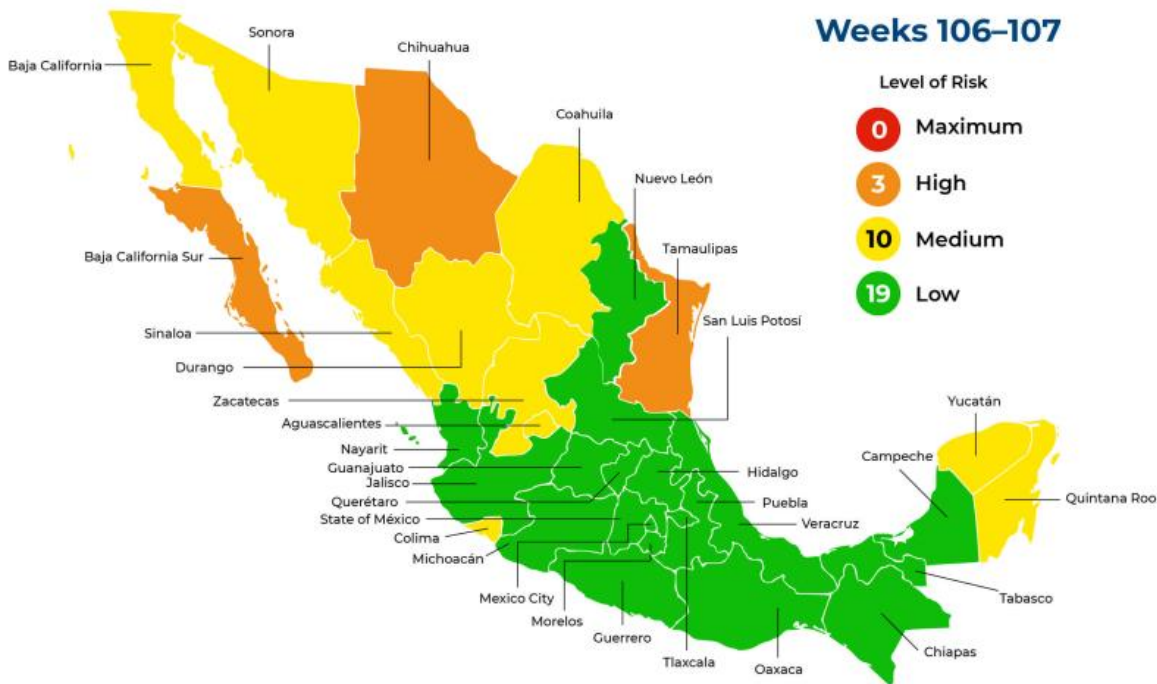 Weeks 106–107
Level of Risk
0 Maximum
3 High
10 Medium
19 Low
Sonora
Chihuahua
Baja California
Coahuila
Nuevo León
Tamaulipas
Baja California Sur
San Luis Potosí
Sinaloa
Durango
Zacatecas
Yucatán
Aguascalientes
Nayarit
Campeche
Guanajuato
Hidalgo
Jalisco
Querétaro
Puebla
Quintana Roo
State of México
Veracruz
Colima
Michoacán
Mexico City
Tabasco
Morelos
Guerrero
Chiapas
Tlaxcala
Oaxaca